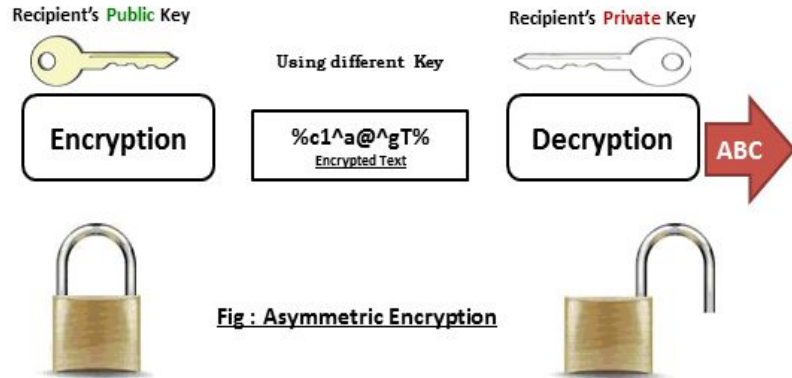 Recipient's Public Key
Recipient's Private Key
Using different Key
Encryption
%c1^a@^gT%
Encrypted Text
Decryption
ABC
Fig : Asymmetric Encryption